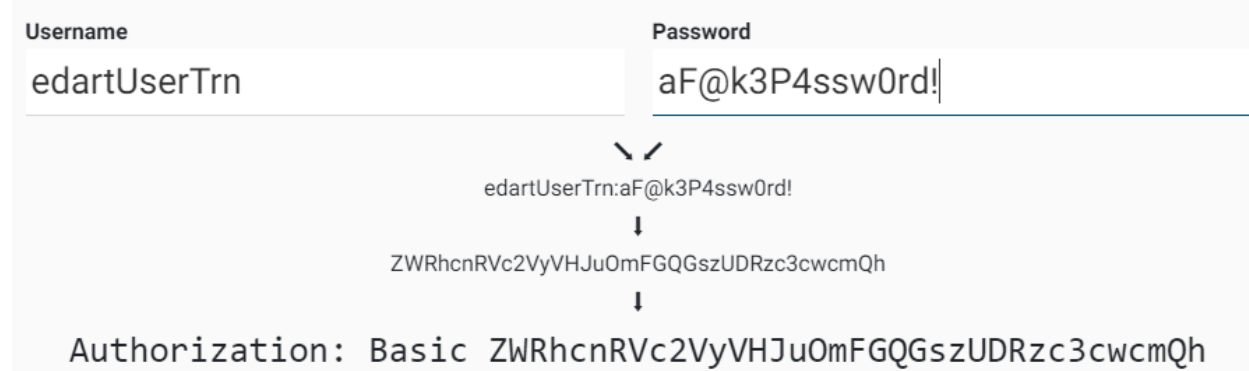 Username
Password
edartUserTrn
aF@k3P4ssw0rd!
edartUserTrn:aF@k3P4ssw0rd!
ZWRhcnRVc2VyVHJuOmFGQGszUDRzc3cwcmQh
Authorization: Basic ZWRhcnRVc2VyVHJuOmFGQGszUDRzc3cwcmQh